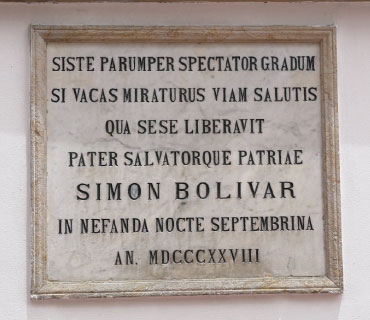 SISTE PARUMPER SPECTATOR GRADUM
SI VACAS MIRATURUS VIAM SALUTIS
QUA SESE LIBERAVIT
PATER SALVATORQUE PATRIAE
SIMON BOLIVAR
IN NEFANDA NOCTE SEPTEMBRINA
AN. MDCCCXXVIII